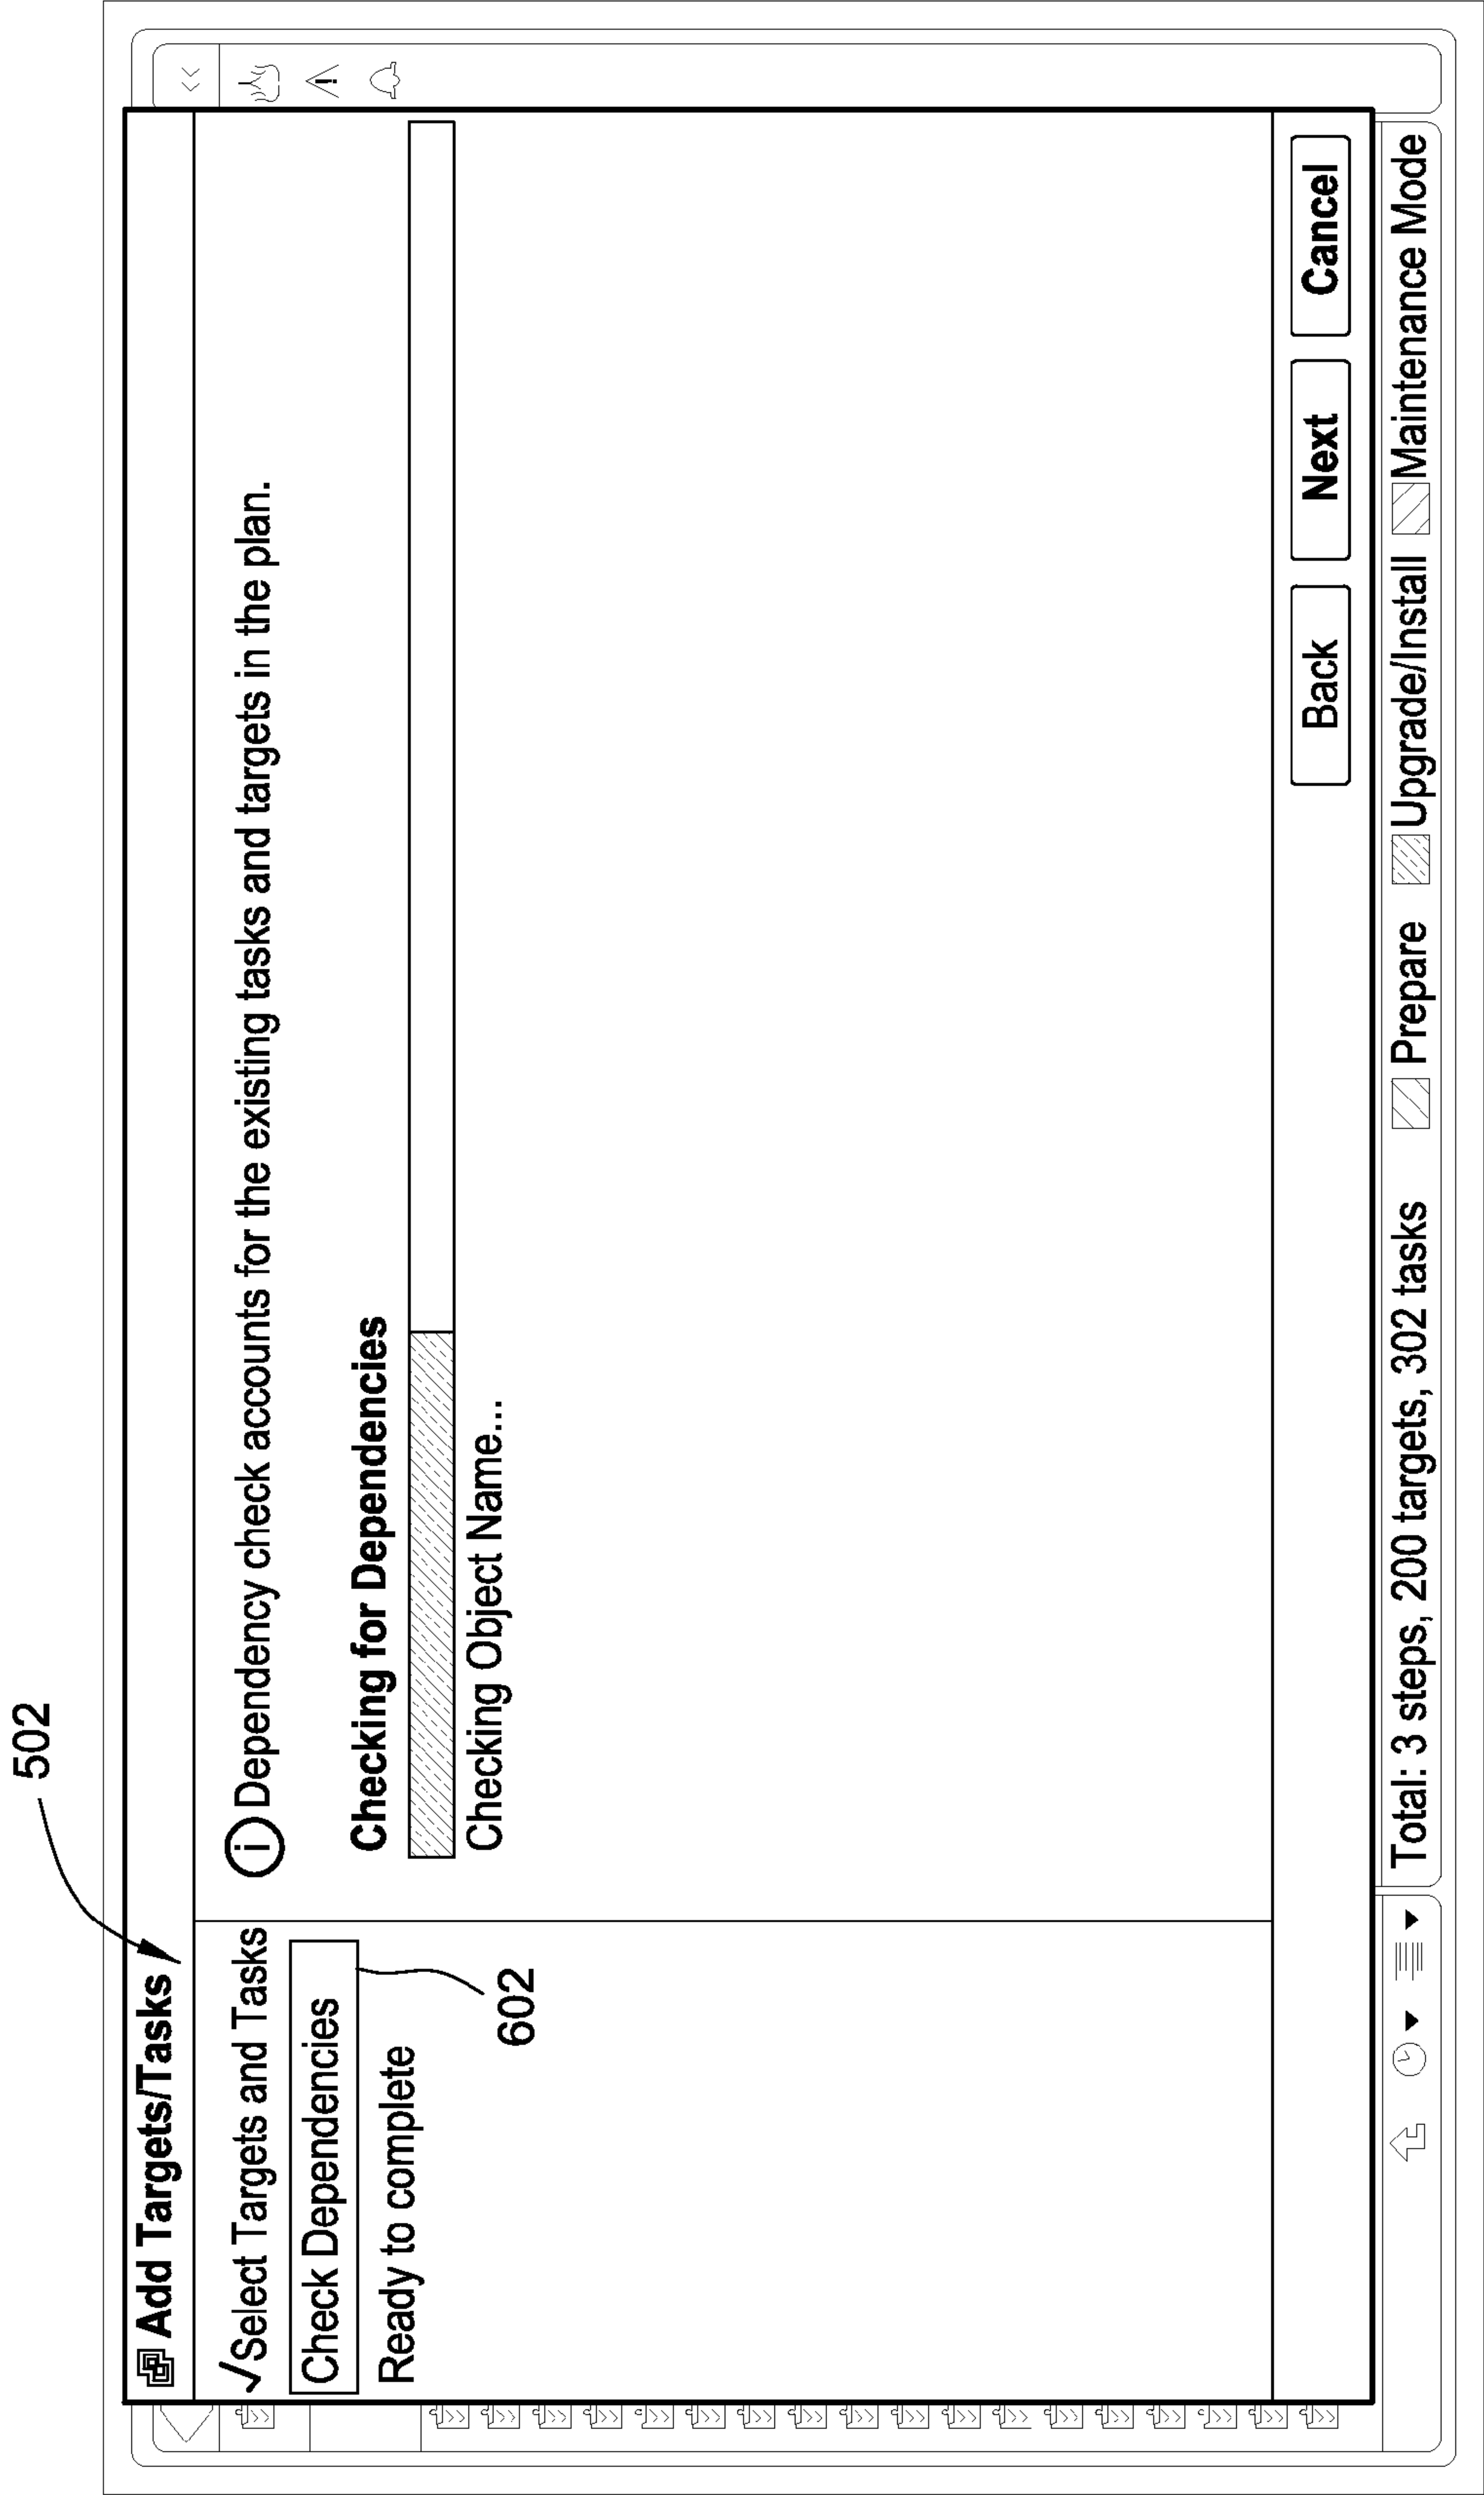 502
Add Targets/Tasks
√Select Targets and Tasks
Check Dependencies
Ready to complete
602
i Dependency check accounts for the existing tasks and targets in the plan.
Checking for Dependencies
Checking Object Name...
Back
Next
Cancel
Total: 3 steps, 200 targets, 302 tasks
Prepare
Upgrade/Install
Maintenance Mode